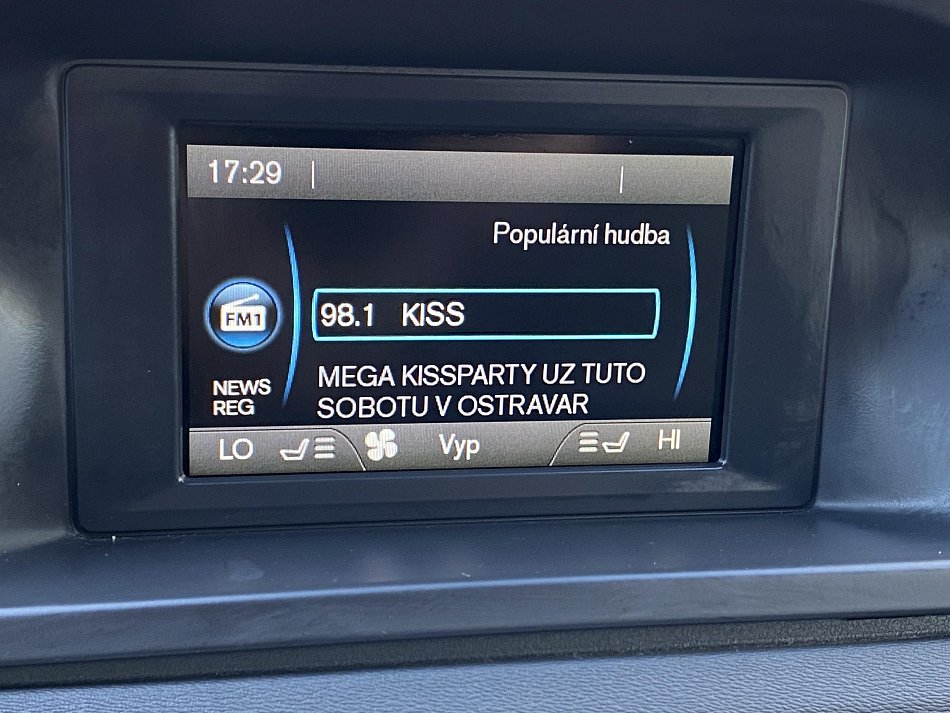 17:29
Populární hudba
FM1
98.1 KISS
NEWS
REG
MEGA KISSPARTY UZ TUTO
SOBOTU V OSTRAVAR
LO Vyp HI